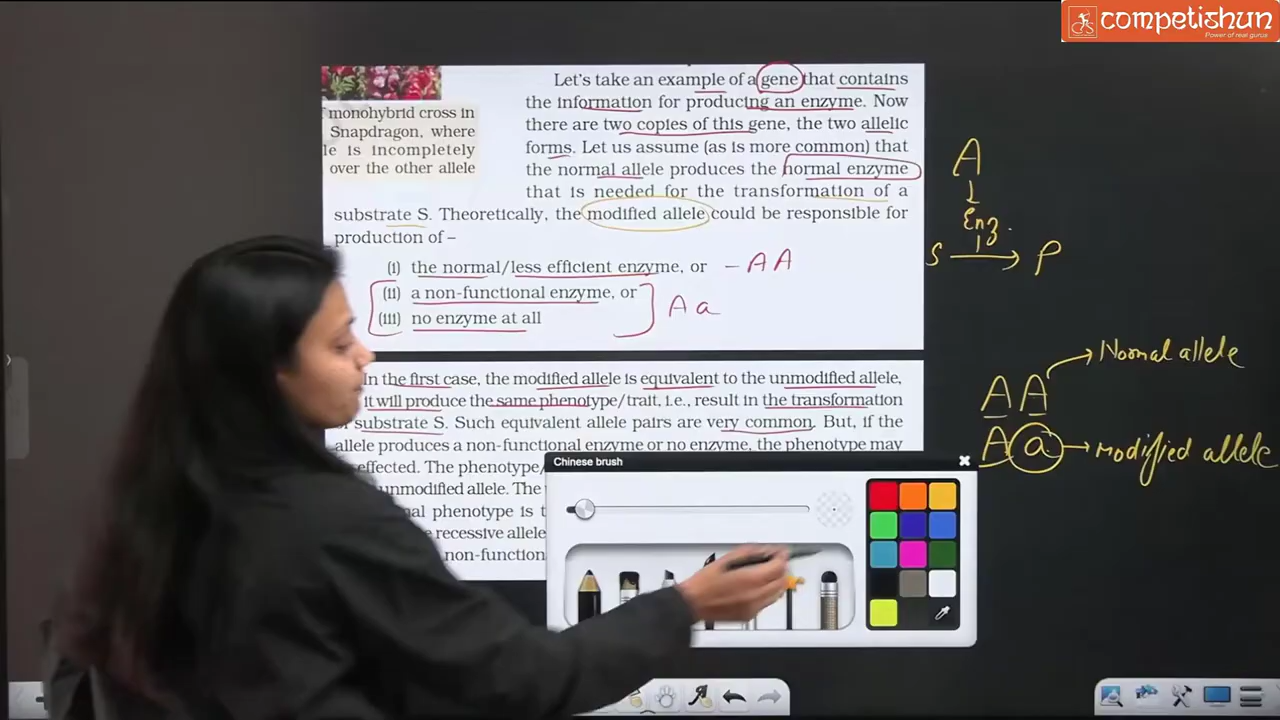 competishun
Power of real gurus
Let's take an example of a gene that contains
the information for producing an enzyme. Now
there are two copies of this gene, the two allelic
forms. Let us assume (as is more common) that
the normal allele produces the normal enzyme
that is needed for the transformation of a
substrate S. Theoretically, the modified allele could be responsible for
production of –
monohybrid cross in
Snapdragon, where
le is incompletely
over the other allele
(i) the normal/less efficient enzyme, or – AA
(ii) a non-functional enzyme, or
(iii) no enzyme at all
Aa
In the first case, the modified allele is equivalent to the unmodified allele,
it will produce the same phenotype/trait, i.e., result in the transformation
substrate S. Such equivalent allele pairs are very common. But, if the
allele produces a non-functional enzyme or no enzyme, the phenotype may
effected. The phenotype/
unmodified allele. The
al phenotype is t
recessive allele
non-function
A
Enz.
S → P
Normal allele
AA
Aa → modified allele
Chinese brush